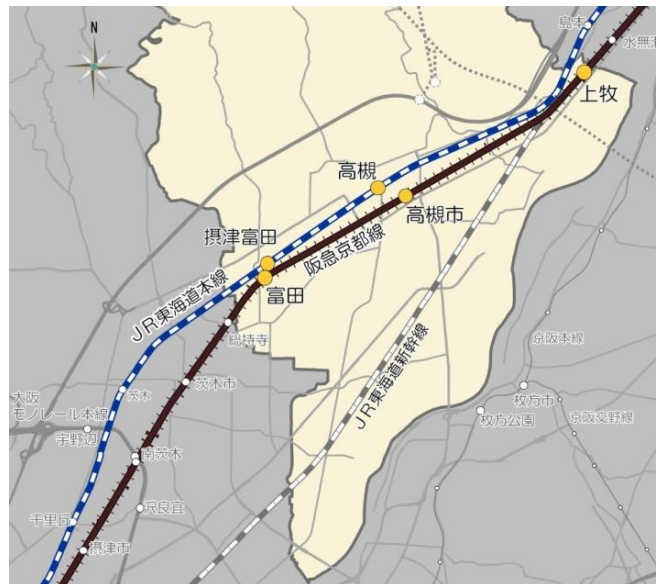 N
島本
水無瀬
上牧
高槻
高槻市
摂津富田
阪急京都線
富田
JR東海道本線
総持寺
JR東海道新幹線
京阪本線
茨木市
茨木
枚方市
大阪
モノレール本線
宇野辺
枚方公園
京阪交野線
南茨木
沢良宜
千里丘
摂津市